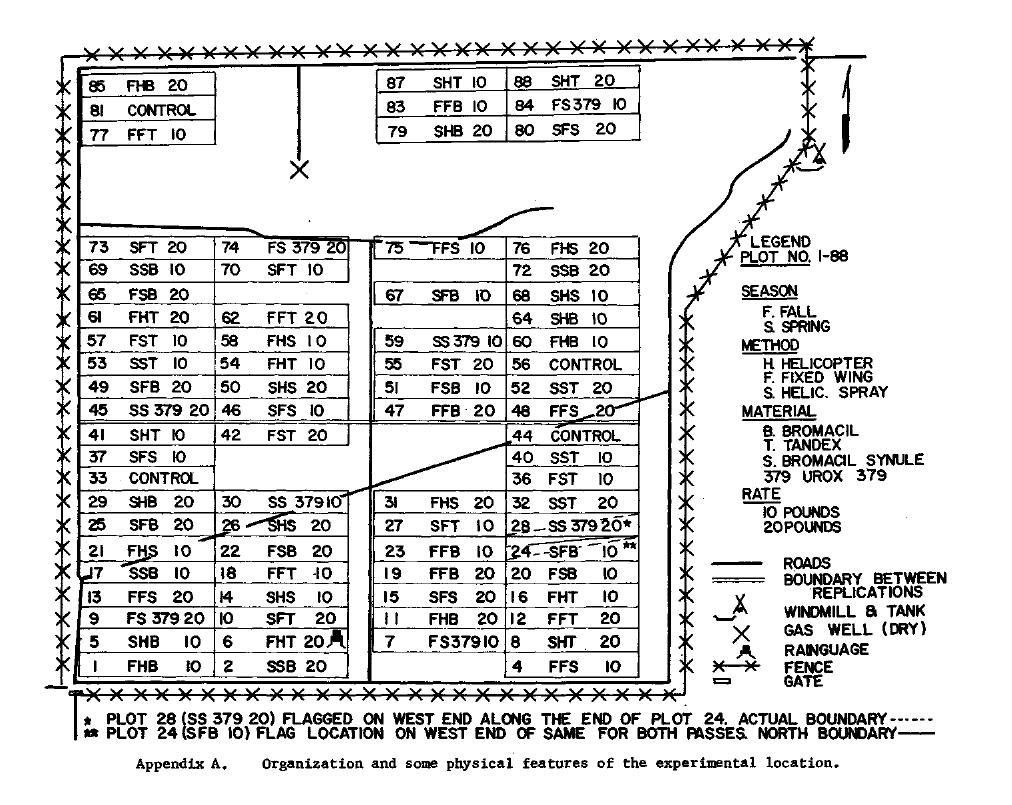 85 FHB 20
81 CONTROL
77 FFT 10
87 SHT 10 88 SHT 20
83 FFB 10 84 FS379 10
79 SHB 20 80 SFS 20
73 SFT 20 74 FS 379 20 75 FFS 10 76 FHS 20
69 SSB 10 70 SFT 10 72 SSB 20
65 FSB 20 67 SFB 10 68 SHS 10
61 FHT 20 62 FFT 20 64 SHB 10
57 FST 10 58 FHS 10 59 SS 379 10 60 FHB 10
53 SST 10 54 FHT 10 55 FST 20 56 CONTROL
49 SFB 20 50 SHS 20 51 FSB 10 52 SST 20
45 SS 379 20 46 SFS 10 47 FFB 20 48 FFS 20
41 SHT 10 42 FST 20 44 CONTROL
37 SFS 10 40 SST 10
33 CONTROL 36 FST 10
29 SHB 20 30 SS 379 10 31 FHS 20 32 SST 20
25 SFB 20 26 SHS 20 27 SFT 10 28 SS 379 20*
21 FHS 10 22 FSB 20 23 FFB 10 24 SFB 10 **
17 SSB 10 18 FFT 10 19 FFB 20 20 FSB 10
13 FFS 20 14 SHS 10 15 SFS 20 16 FHT 10
9 FS 379 20 10 SFT 20 11 FHB 20 12 FFT 20
5 SHB 10 6 FHT 20 7 FS379 10 8 SHT 20
1 FHB 10 2 SSB 20 4 FFS 10
LEGEND
PLOT NO. 1-88
SEASON
F. FALL
S. SPRING
METHOD
H. HELICOPTER
F. FIXED WING
S. HELIC. SPRAY
MATERIAL
B. BROMACIL
T. TANDEX
S. BROMACIL SYNULE
379 UROX 379
RATE
10 POUNDS
20 POUNDS
ROADS
BOUNDARY BETWEEN
REPLICATIONS
WINDMILL & TANK
GAS WELL (DRY)
RAINGUAGE
FENCE
GATE
* PLOT 28 (SS 379 20) FLAGGED ON WEST END ALONG THE END OF PLOT 24. ACTUAL BOUNDARY------
** PLOT 24 (SFB 10) FLAG LOCATION ON WEST END OF SAME FOR BOTH PASSES. NORTH BOUNDARY——
Appendix A. Organization and some physical features of the experimental location.